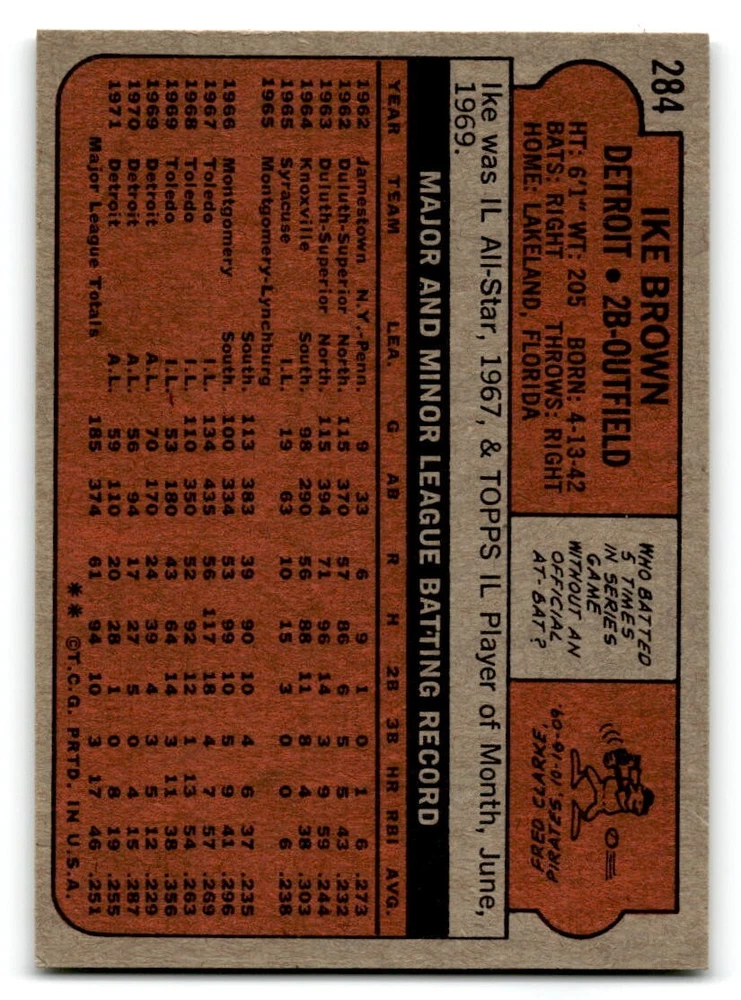 284
IKE BROWN
DETROIT • 2B-OUTFIELD
HT: 6'1" WT: 205 BORN: 4-13-42
BATS: RIGHT THROWS: RIGHT
HOME: LAKELAND, FLORIDA
WHO BATTED
5 TIMES
IN SERIES
GAME
WITHOUT AN
OFFICIAL
AT-BAT?
FRED CLARKE,
PIRATES, 10-16-09.
Ike was IL All-Star, 1967, & TOPPS IL Player of Month, June,
1969.
MAJOR AND MINOR LEAGUE BATTING RECORD
YEAR TEAM LEA. G AB R H 2B 3B HR RBI AVG.
1962 Jamestown N.Y.-Penn. 9 33 6 9 0 1 1 6 .273
1962 Duluth-Superior North. 115 370 57 86 6 5 5 43 .232
1963 Duluth-Superior North. 115 394 71 96 14 3 9 59 .244
1964 Knoxville South. 98 290 56 88 11 8 4 38 .303
1965 Syracuse I.L. 19 63 10 15 3 0 0 6 .238
1965 Montgomery-Lynchburg
South. 113 383 39 90 10 4 6 37 .235
1966 Montgomery South. 100 334 53 99 10 5 9 41 .296
1967 Toledo I.L. 134 435 56 117 18 4 7 57 .269
1968 Toledo I.L. 110 350 52 92 12 1 13 54 .263
1969 Toledo I.L. 53 180 43 64 14 3 11 38 .356
1969 Detroit A.L. 70 170 24 39 4 3 5 12 .229
1970 Detroit A.L. 56 94 17 27 5 0 4 15 .287
1971 Detroit A.L. 59 110 20 28 1 0 8 19 .255
Major League Totals 185 374 61 94 10 3 17 46 .251
** ©T.C.G. PRTD. IN U.S.A.